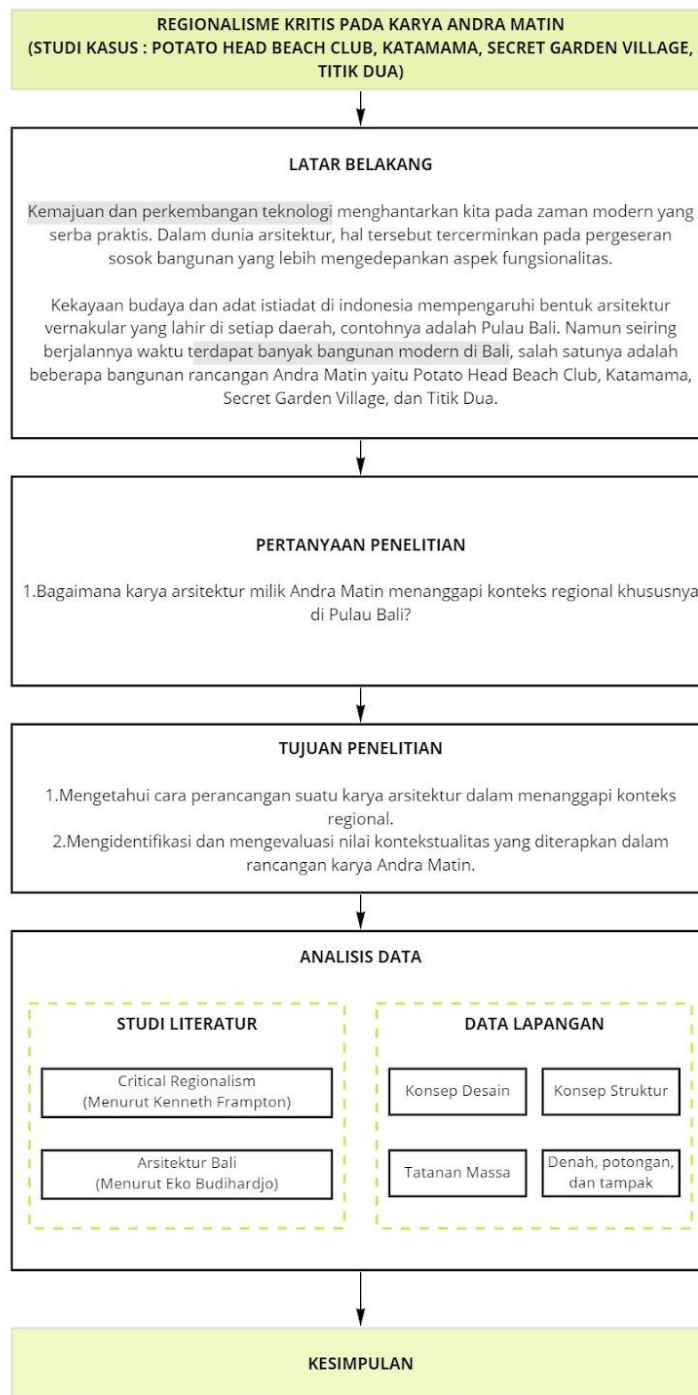 REGIONALISME KRITIS PADA KARYA ANDRA MATIN
(STUDI KASUS : POTATO HEAD BEACH CLUB, KATAMAMA, SECRET GARDEN VILLAGE,
TITIK DUA)
LATAR BELAKANG
Kemajuan dan perkembangan teknologi menghantarkan kita pada zaman modern yang
serba praktis. Dalam dunia arsitektur, hal tersebut tercerminkan pada pergeseran
sosok bangunan yang lebih mengedepankan aspek fungsionalitas.
Kekayaan budaya dan adat istiadat di indonesia mempengaruhi bentuk arsitektur
vernakular yang lahir di setiap daerah, contohnya adalah Pulau Bali. Namun seiring
berjalannya waktu terdapat banyak bangunan modern di Bali, salah satunya adalah
beberapa bangunan rancangan Andra Matin yaitu Potato Head Beach Club, Katamama,
Secret Garden Village, dan Titik Dua.
PERTANYAAN PENELITIAN
1.Bagaimana karya arsitektur milik Andra Matin menanggapi konteks regional khususnya
di Pulau Bali?
TUJUAN PENELITIAN
1.Mengetahui cara perancangan suatu karya arsitektur dalam menanggapi konteks
regional.
2.Mengidentifikasi dan mengevaluasi nilai kontekstualitas yang diterapkan dalam
rancangan karya Andra Matin.
ANALISIS DATA
STUDI LITERATUR
Critical Regionalism
(Menurut Kenneth Frampton)
Arsitektur Bali
(Menurut Eko Budihardjo)
DATA LAPANGAN
Konsep Desain
Konsep Struktur
Tatanan Massa
Denah, potongan,
dan tampak
KESIMPULAN